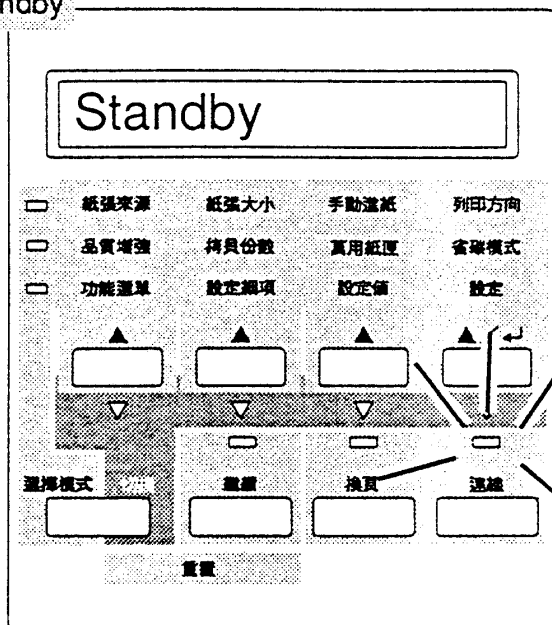 ndby
Standby
紙張來源 紙張大小 手動進紙 列印方向
品質增強 拷貝份數 萬用紙匣 省碳模式
功能選單 設定細項 設定值 設定
選擇模式 繼續 換頁 連線
重置